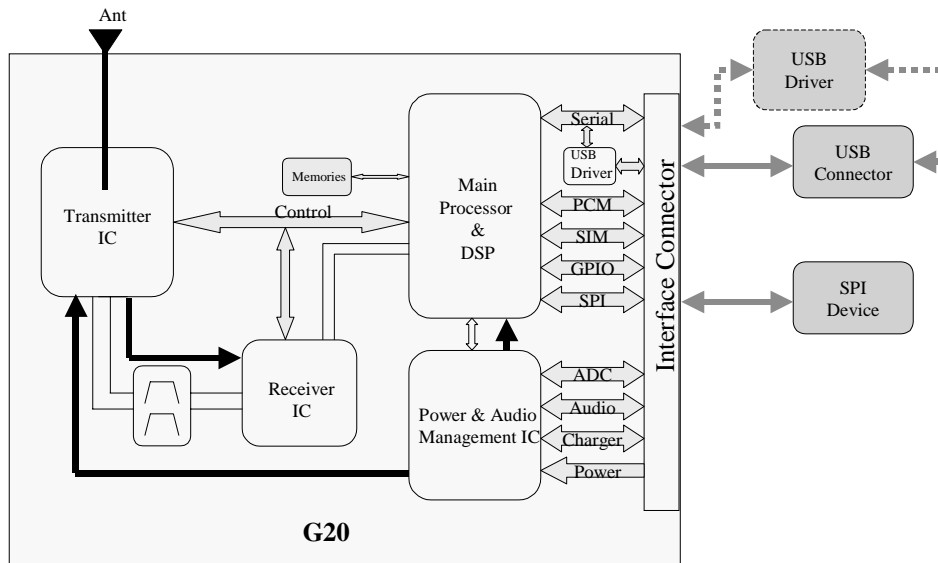 Ant
USB
Driver
Serial
USB
Driver
Memories
USB
Connector
Main
Processor
&
DSP
Transmitter
IC
Control
PCM
SIM
GPIO
SPI
Interface Connector
SPI
Device
Receiver
IC
Power & Audio
Management IC
ADC
Audio
Charger
Power
G20